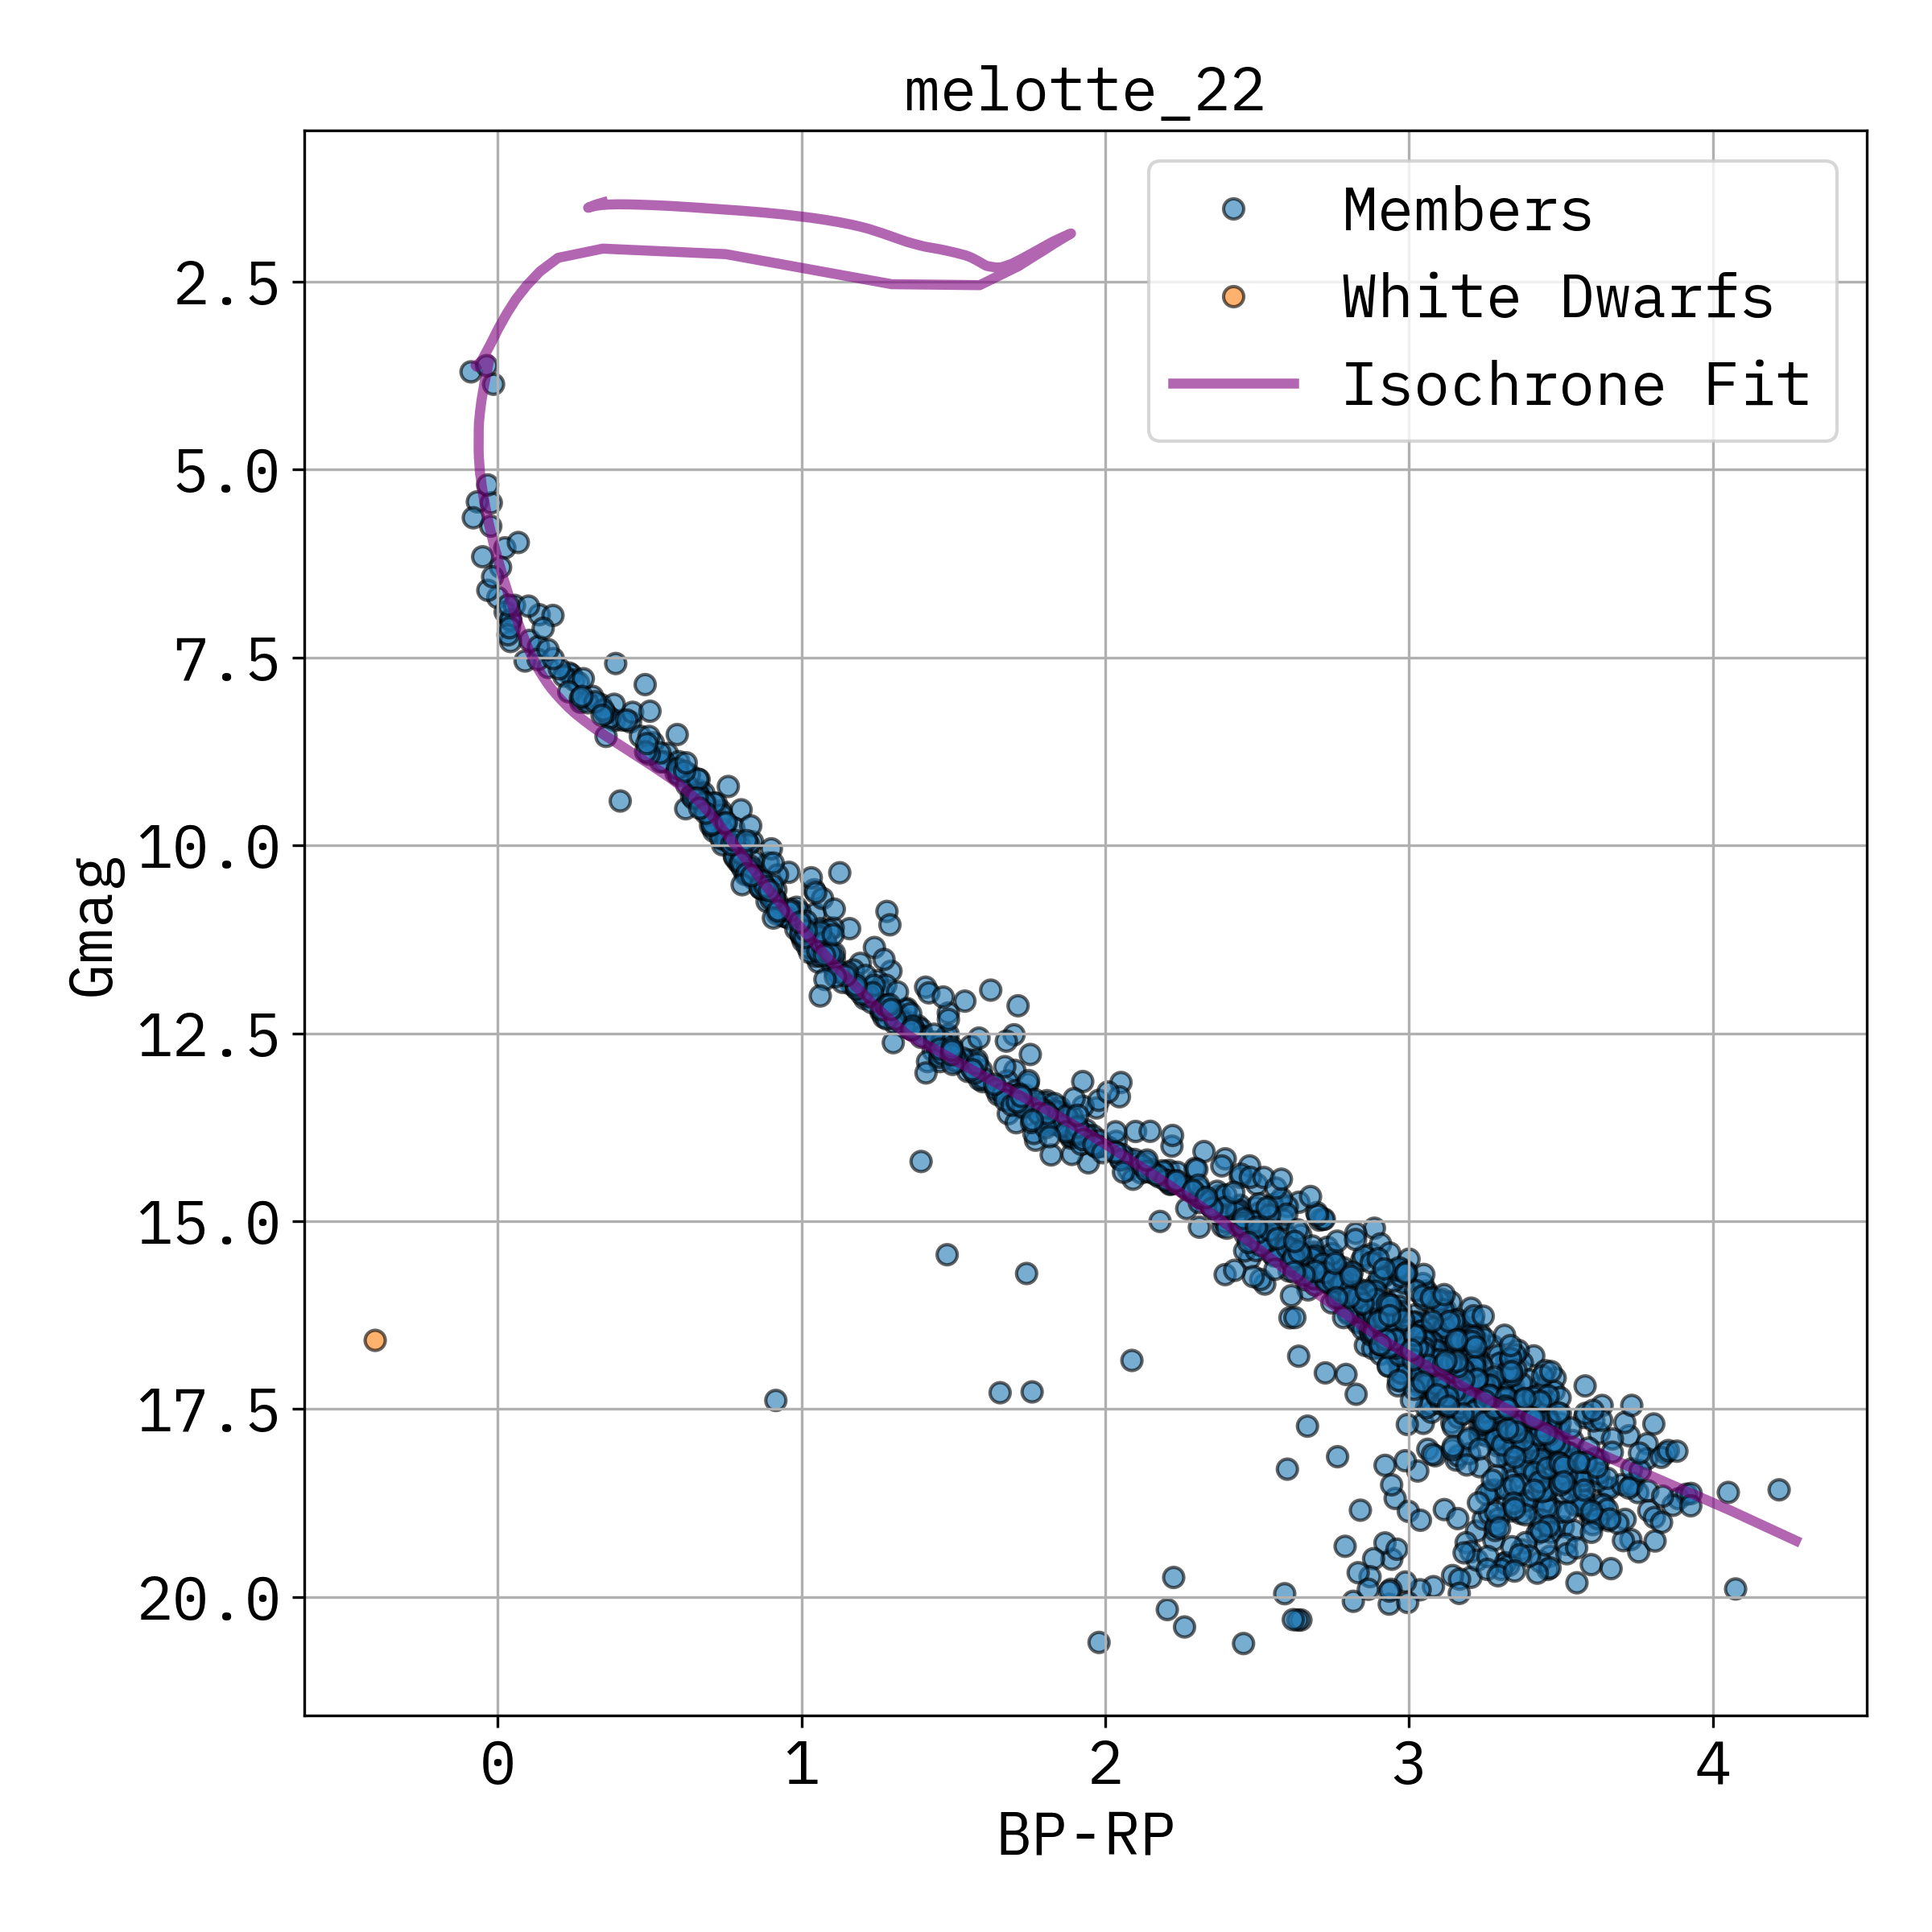 melotte_22
Members
White Dwarfs
Isochrone Fit
2.5
5.0
7.5
10.0
12.5
15.0
17.5
20.0
Gmag
0 1 2 3 4
BP-RP